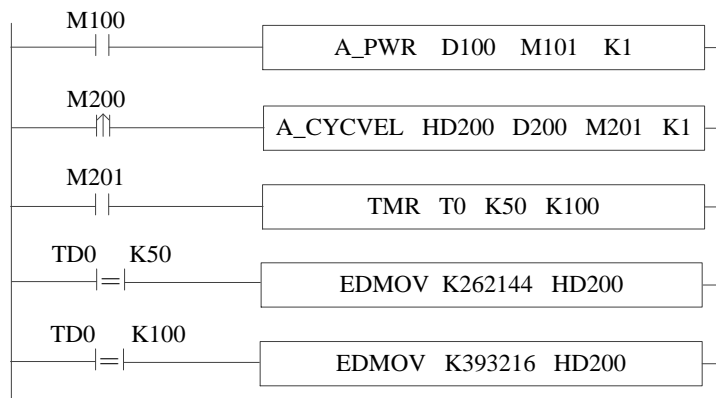 M100
A_PWR D100 M101 K1
M200
A_CYCVEL HD200 D200 M201 K1
M201
TMR T0 K50 K100
TD0 = K50
EDMOV K262144 HD200
TD0 = K100
EDMOV K393216 HD200